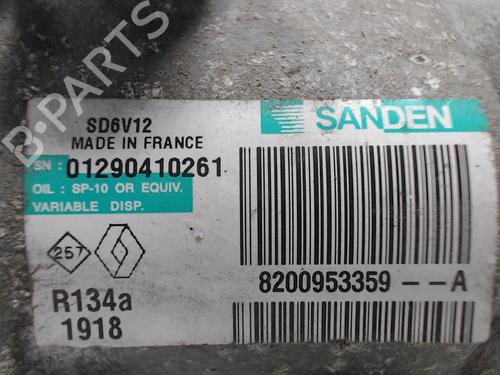 SD6V12
MADE IN FRANCE
SANDEN
SN : 01290410261
OIL : SP-10 OR EQUIV.
VARIABLE DISP.
257
8200953359 -- A
R134a
1918
B-PARTS